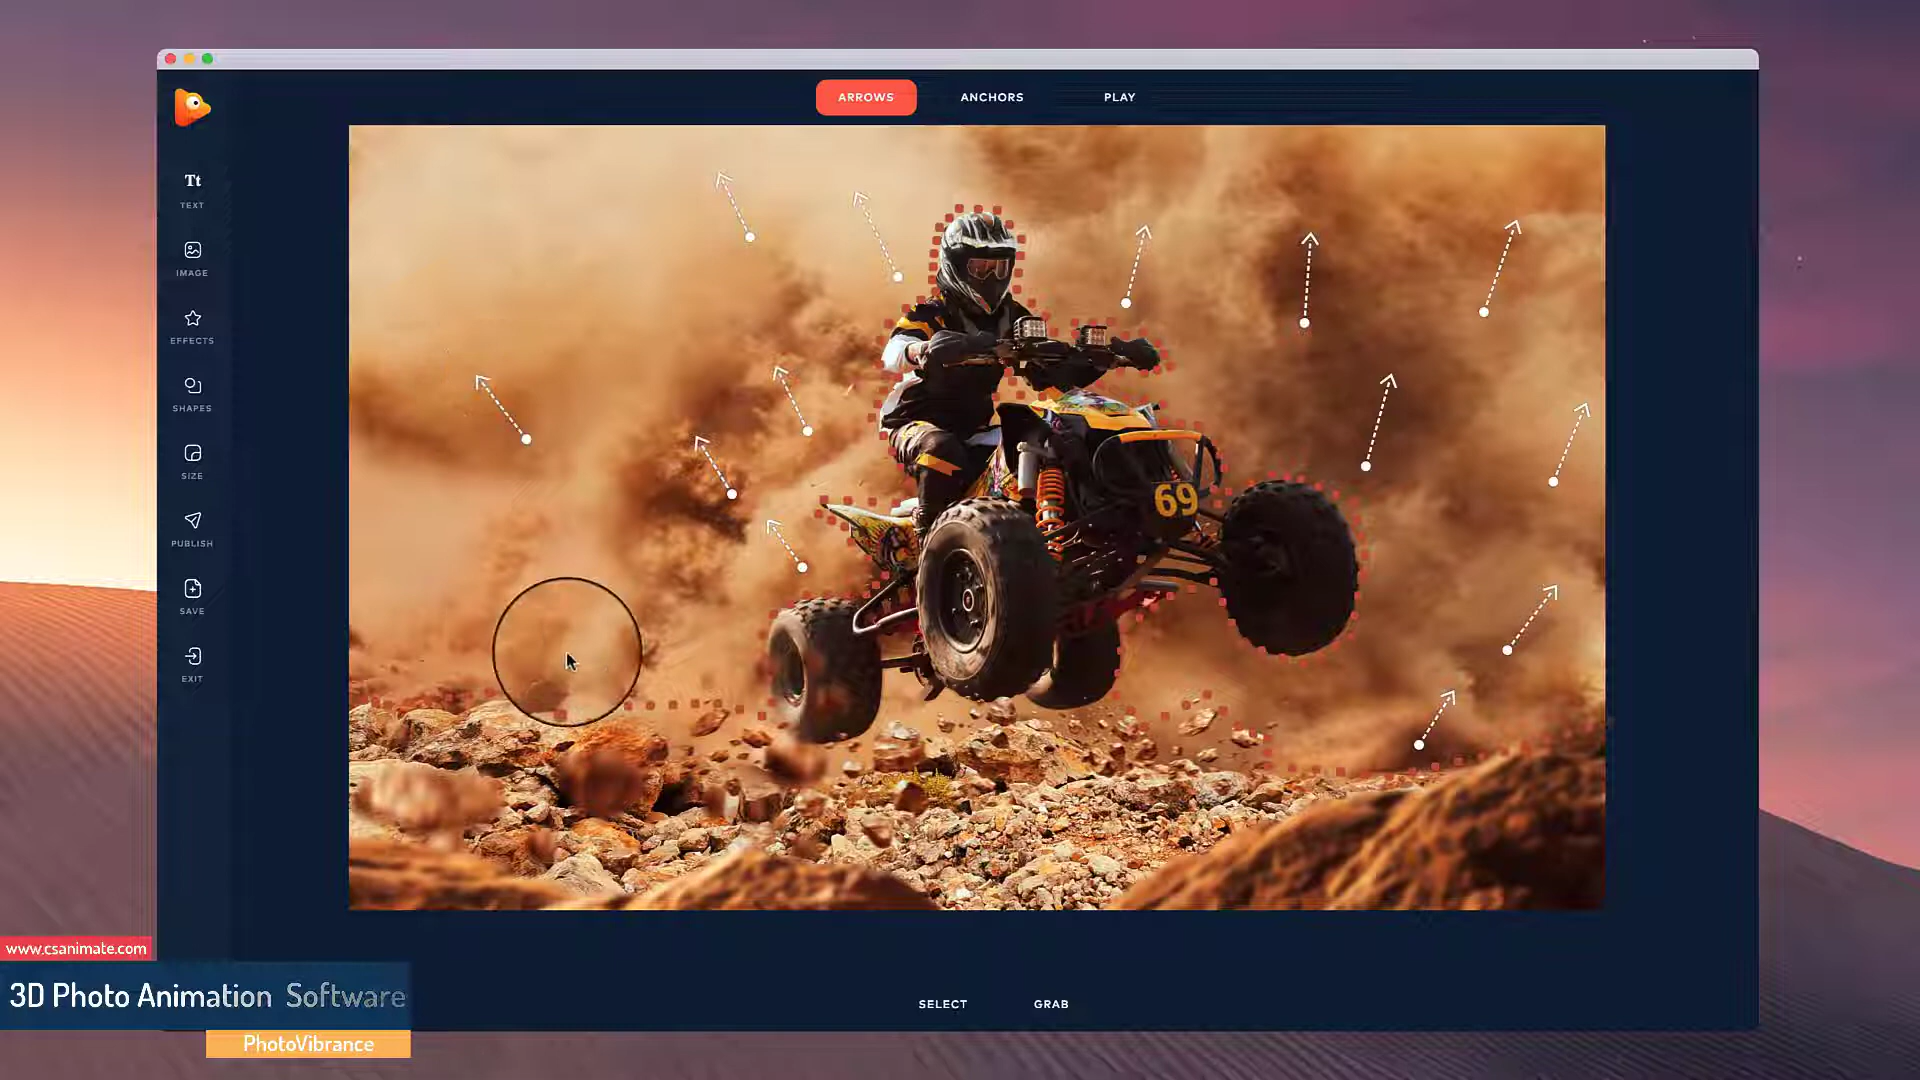 ARROWS
ANCHORS
PLAY
Tt
TEXT
IMAGE
EFFECTS
SHAPES
SIZE
PUBLISH
SAVE
EXIT
69
www.csanimate.com
3D Photo Animation Software
PhotoVibrance
SELECT
GRAB